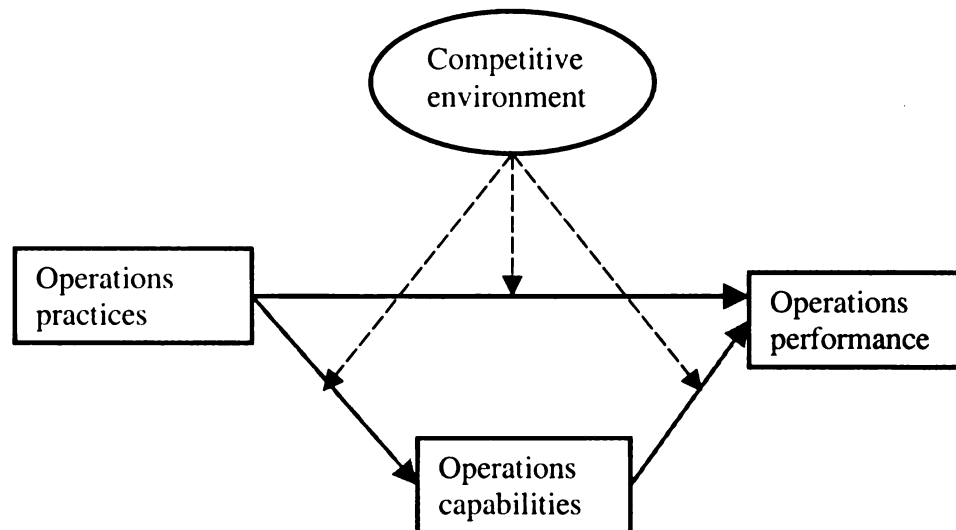 Competitive
environment
Operations
practices
Operations
performance
Operations
capabilities